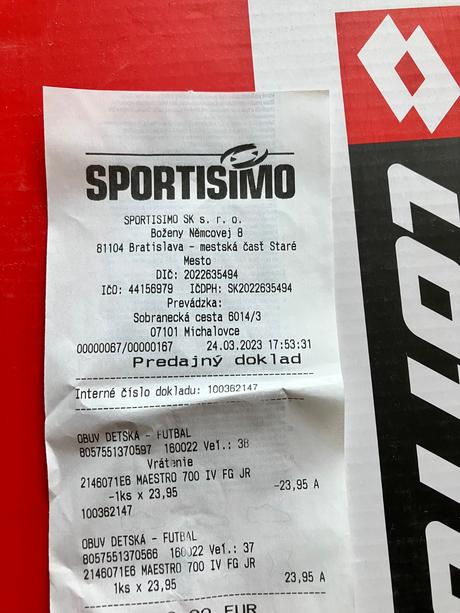 SPORTISIMO
SPORTISIMO SK s. r. o.
Boženy Němcovej 8
81104 Bratislava - mestská časť Staré
Mesto
DIČ: 2022635494
IČO: 44156979 IČDPH: SK2022635494
Prevádzka:
Sobranecká cesta 6014/3
07101 Michalovce
00000067/00000167 24.03.2023 17:53:31
Predajný doklad
Interné číslo dokladu: 100362147
OBUV DETSKÁ - FUTBAL
8057551370597 160022 Veľ.: 38
Vrátenie
2146071E6 MAESTRO 700 IV FG JR
-1ks x 23,95 -23,95 A
100362147
OBUV DETSKÁ - FUTBAL
8057551370566 160022 Veľ.: 37
2146071E6 MAESTRO 700 IV FG JR
1ks x 23,95 23,95 A
EUR